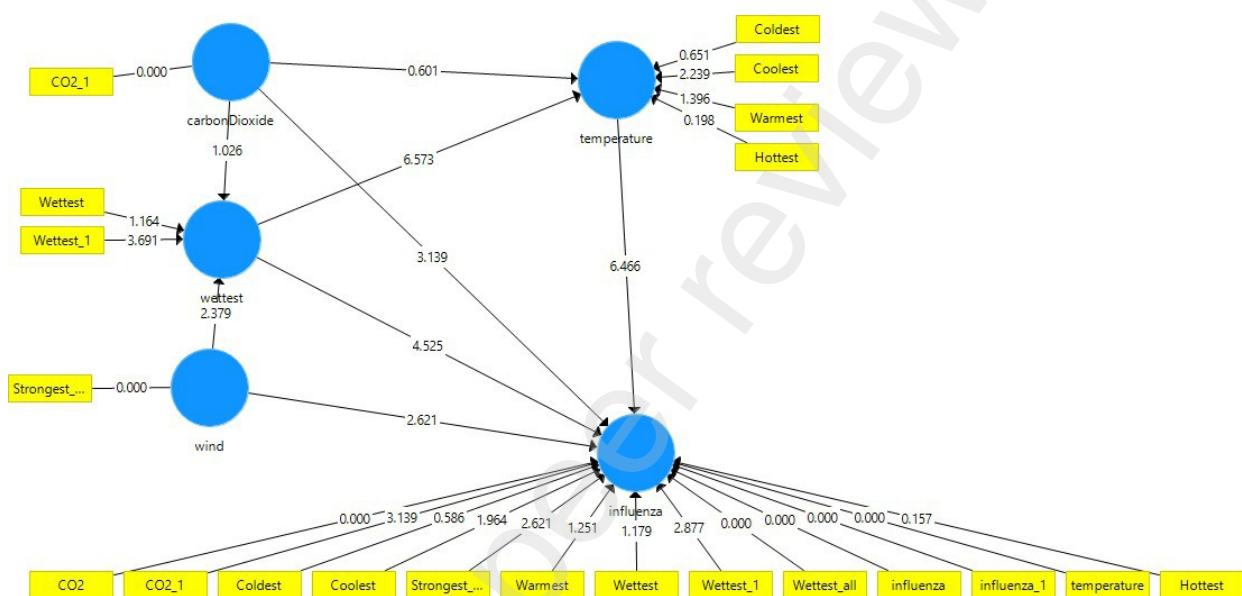 Coldest
0.651
Coolest
2.239
CO2_1
0.000
0.601
1.396
Warmest
0.198
carbonDioxide
temperature
Hottest
1.026
6.573
Wettest
1.164
Wettest_1
3.691
3.139
6.466
wettest
2.379
4.525
Strongest_...
0.000
2.621
wind
influenza
0.000
3.139
0.586
1.964
2.621
1.251
1.179
2.877
0.000
0.000
0.000
0.000
0.157
CO2
CO2_1
Coldest
Coolest
Strongest_...
Warmest
Wettest
Wettest_1
Wettest_all
influenza
influenza_1
temperature
Hottest
peer review